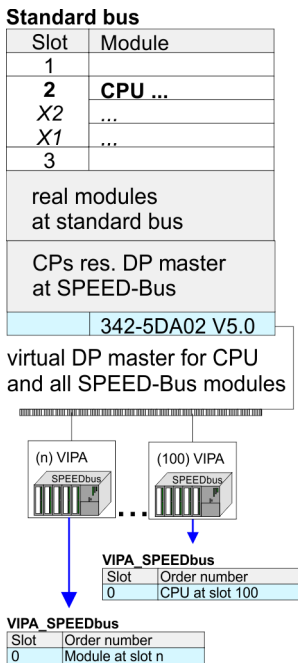 Standard bus
Slot Module
1
2 CPU ...
X2 ...
X1 ...
3
real modules
at standard bus
CPs res. DP master
at SPEED-Bus
342-5DA02 V5.0
virtual DP master for CPU
and all SPEED-Bus modules
(n) VIPA (100) VIPA
SPEEDbus SPEEDbus
...
VIPA_SPEEDbus
Slot Order number
0 CPU at slot 100
VIPA_SPEEDbus
Slot Order number
0 Module at slot n